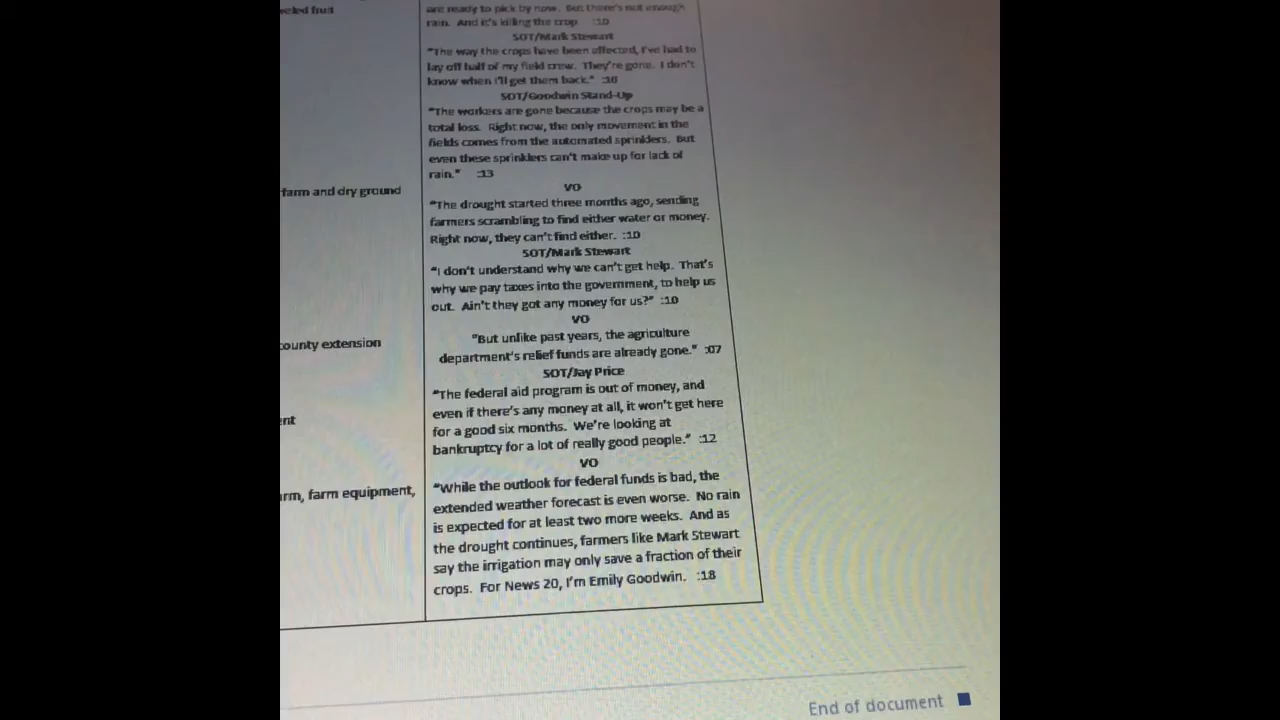 eled fruit
are ready to pick by now. But there's not enough
rain. And it's killing the crop :10
SOT/Mark Stewart
"The way the crops have been affected, I've had to
lay off half of my field crew. They're gone. I don't
know when I'll get them back." :10
SOT/Goodwin Stand-Up
"The workers are gone because the crops may be a
total loss. Right now, the only movement in the
fields comes from the automated sprinklers. But
even these sprinklers can't make up for lack of
rain." :13
farm and dry ground
VO
"The drought started three months ago, sending
farmers scrambling to find either water or money.
Right now, they can't find either. :10
SOT/Mark Stewart
"I don't understand why we can't get help. That's
why we pay taxes into the government, to help us
out. Ain't they got any money for us?" :10
VO
county extension
"But unlike past years, the agriculture
department's relief funds are already gone." :07
SOT/Jay Price
"The federal aid program is out of money, and
even if there's any money at all, it won't get here
ent
for a good six months. We're looking at
bankruptcy for a lot of really good people." :12
VO
rm, farm equipment,
"While the outlook for federal funds is bad, the
extended weather forecast is even worse. No rain
is expected for at least two more weeks. And as
the drought continues, farmers like Mark Stewart
say the irrigation may only save a fraction of their
crops. For News 20, I'm Emily Goodwin. :18
End of document